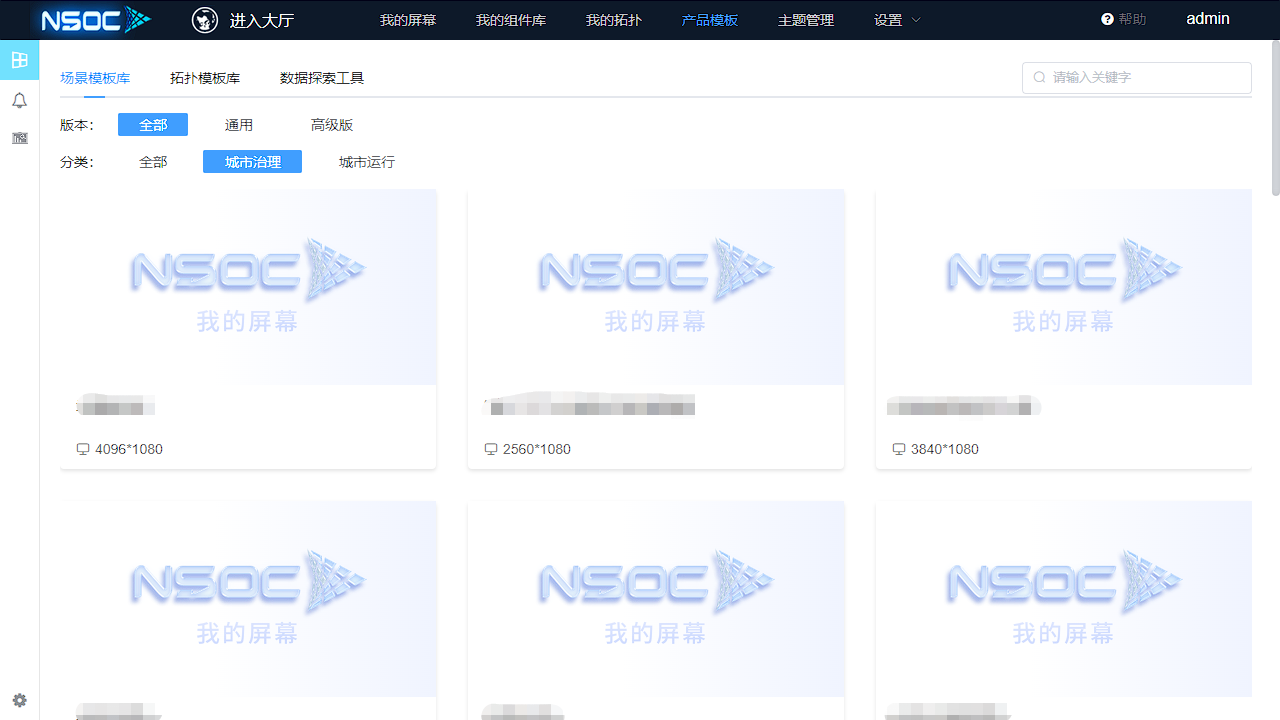 NSOC 进入大厅 我的屏幕 我的组件库 我的拓扑 产品模板 主题管理 设置 帮助 admin
场景模板库 拓扑模板库 数据探索工具 请输入关键字
版本： 全部 通用 高级版
分类： 全部 城市治理 城市运行
NSOC NSOC NSOC
我的屏幕 我的屏幕 我的屏幕
4096*1080 2560*1080 3840*1080
NSOC NSOC NSOC
我的屏幕 我的屏幕 我的屏幕